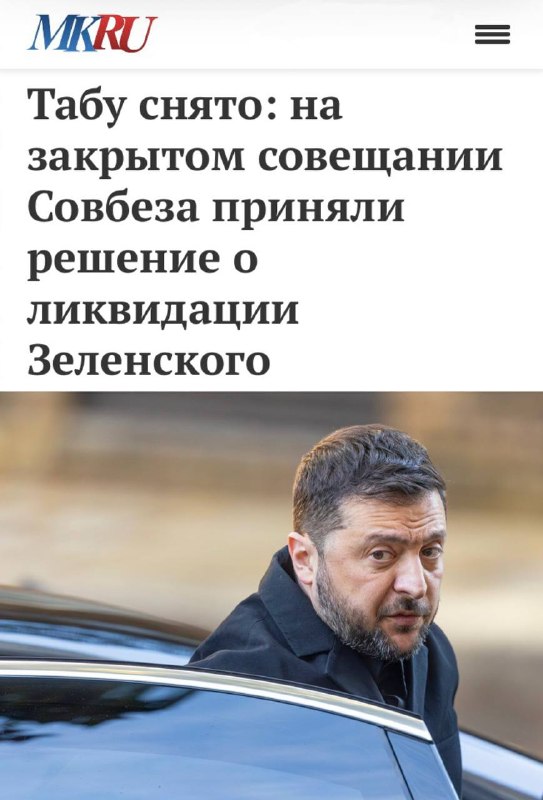 MKRU
Табу снято: на
закрытом совещании
Совбеза приняли
решение о
ликвидации
Зеленского